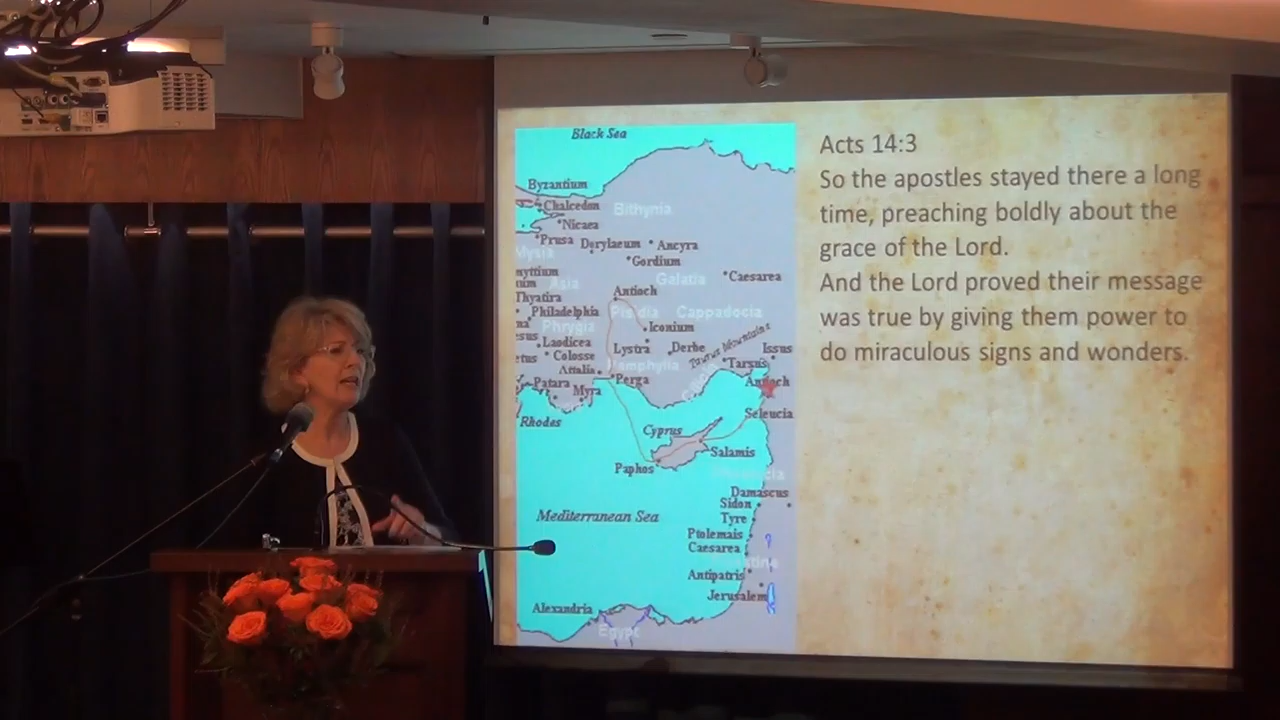 Black Sea
Byzantium
Chalcedon
Bithynia
Nicaea
Prusa Dorylaeum Ancyra
Mysia
Gordium
Galatia
Caesarea
Asia
Antioch
Thyatira
Philadelphia
Pisidia Cappadocia
Phrygia
Iconium
Laodicea
Lystra Derbe
Taurus Mountains
Issus
Colosse
Tarsus
Attalia
Perga
Antioch
Patara
Myra
Seleucia
Rhodes
Cyprus
Salamis
Paphos
Damascus
Sidon
Mediterranean Sea
Tyre
Ptolemais
Caesarea
Antipatris
Jerusalem
Alexandria
Egypt
Acts 14:3
So the apostles stayed there a long
time, preaching boldly about the
grace of the Lord.
And the Lord proved their message
was true by giving them power to
do miraculous signs and wonders.